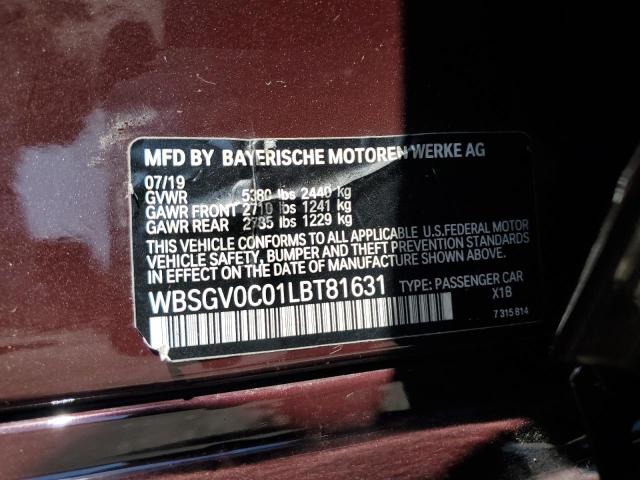 MFD BY BAYERISCHE MOTOREN WERKE AG
07/19
GVWR 5380 lbs 2440 kg
GAWR FRONT 2710 lbs 1241 kg
GAWR REAR 2735 lbs 1229 kg
THIS VEHICLE CONFORMS TO ALL APPLICABLE U.S.FEDERAL MOTOR
VEHICLE SAFETY, BUMPER, AND THEFT PREVENTION STANDARDS
IN EFFECT ON THE DATE OF MANUFACTURE SHOWN ABOVE.
WBSGV0C01LBT81631 TYPE: PASSENGER CAR
X1B
7 315 814